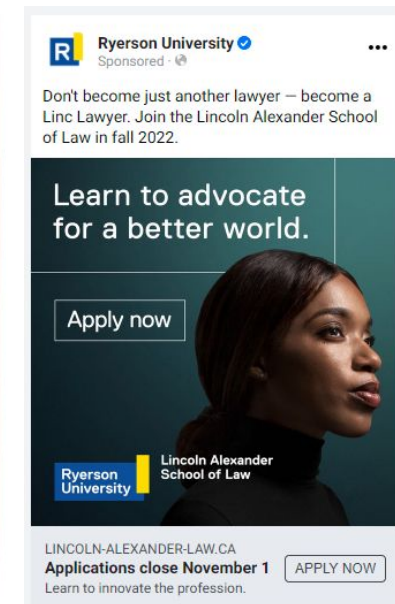 R
Ryerson University
Sponsored ·
Don't become just another lawyer — become a
Linc Lawyer. Join the Lincoln Alexander School
of Law in fall 2022.
Learn to advocate
for a better world.
Apply now
Ryerson
University
Lincoln Alexander
School of Law
LINCOLN-ALEXANDER-LAW.CA
Applications close November 1
APPLY NOW
Learn to innovate the profession.